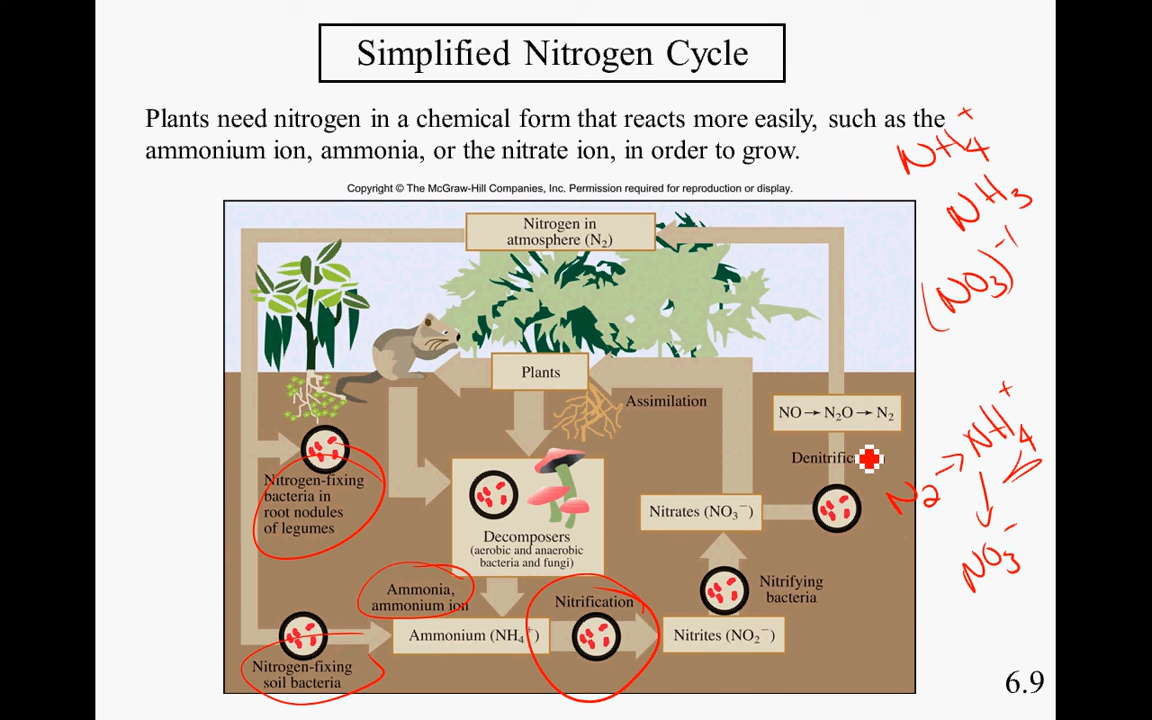 Simplified Nitrogen Cycle
Plants need nitrogen in a chemical form that reacts more easily, such as the
ammonium ion, ammonia, or the nitrate ion, in order to grow.
NH4+
NH3
(NO3)-1
Copyright © The McGraw-Hill Companies, Inc. Permission required for reproduction or display.
Nitrogen in
atmosphere (N2)
Plants
Assimilation
NO→N2O→N2
Nitrogen-fixing
bacteria in
root nodules
of legumes
Decomposers
(aerobic and anaerobic
bacteria and fungi)
Nitrates (NO3−)
N2 → NH4+
↓
NO3−
Nitrifying
bacteria
Ammonia,
ammonium ion
Nitrification
Ammonium (NH4+)
Nitrites (NO2−)
Nitrogen-fixing
soil bacteria
6.9